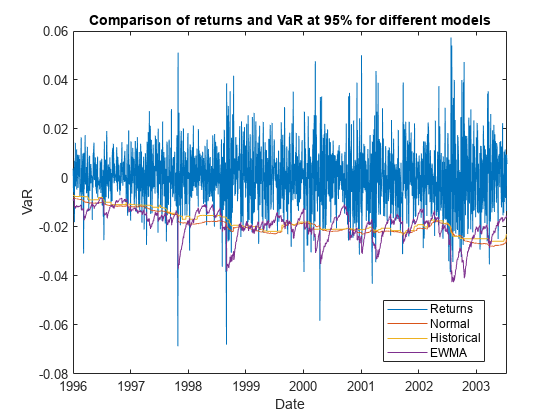 Comparison of returns and VaR at 95% for different models
0.06
0.04
0.02
0
-0.02
-0.04
-0.06
-0.08
VaR
1996 1997 1998 1999 2000 2001 2002 2003
Date
Returns
Normal
Historical
EWMA